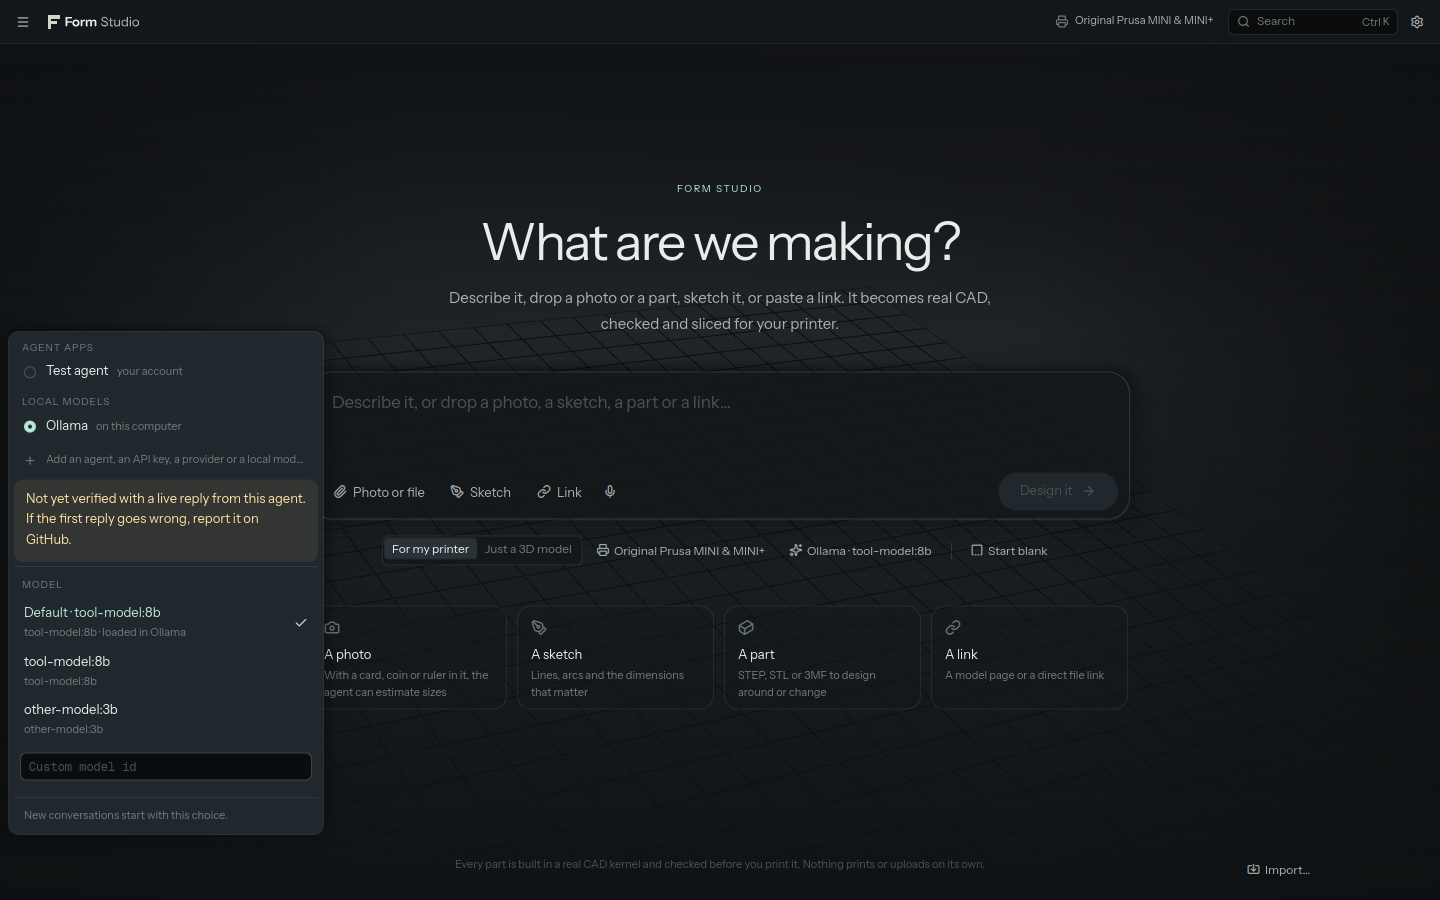 Form Studio
Original Prusa MINI & MINI+
Search
Ctrl K
FORM STUDIO
What are we making?
Describe it, drop a photo or a part, sketch it, or paste a link. It becomes real CAD,
checked and sliced for your printer.
AGENT APPS
Test agent your account
LOCAL MODELS
Ollama on this computer
Add an agent, an API key, a provider or a local mod...
Not yet verified with a live reply from this agent.
If the first reply goes wrong, report it on
GitHub.
MODEL
Default · tool-model:8b
tool-model:8b · loaded in Ollama
tool-model:8b
tool-model:8b
other-model:3b
other-model:3b
Custom model id
New conversations start with this choice.
Describe it, or drop a photo, a sketch, a part or a link...
Photo or file
Sketch
Link
Design it
For my printer
Just a 3D model
Original Prusa MINI & MINI+
Ollama · tool-model:8b
Start blank
A photo
With a card, coin or ruler in it, the
agent can estimate sizes
A sketch
Lines, arcs and the dimensions
that matter
A part
STEP, STL or 3MF to design
around or change
A link
A model page or a direct file link
Every part is built in a real CAD kernel and checked before you print it. Nothing prints or uploads on its own.
Import...